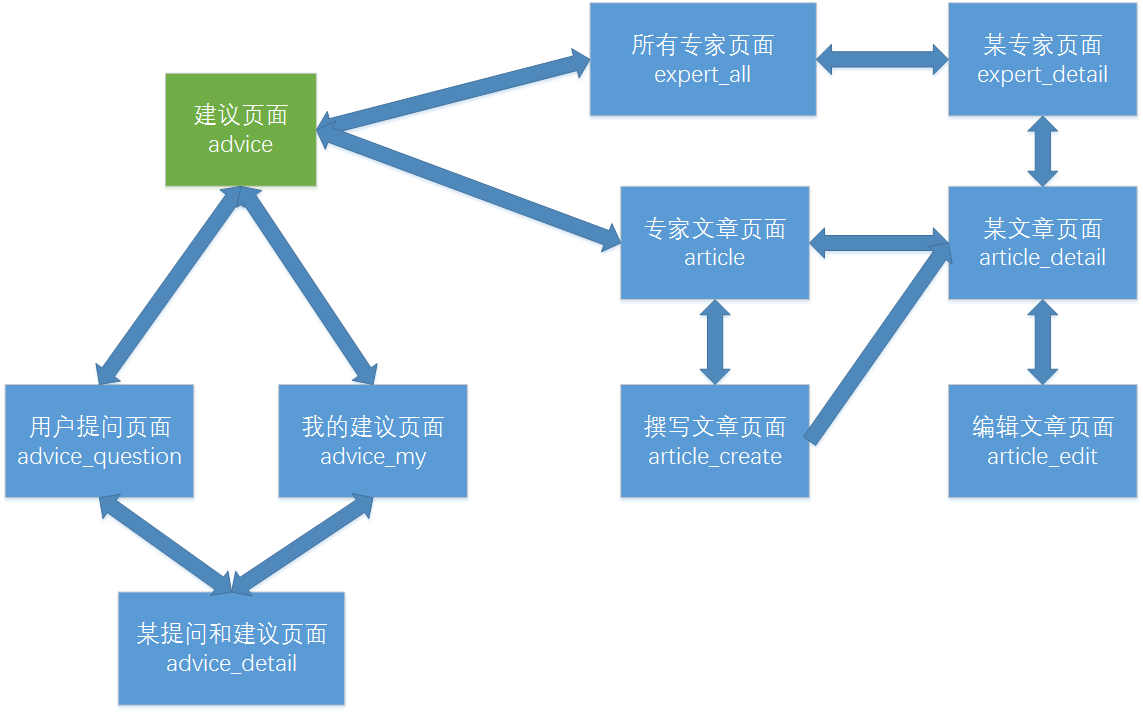 所有专家页面
expert_all
某专家页面
expert_detail
建议页面
advice
专家文章页面
article
某文章页面
article_detail
用户提问页面
advice_question
我的建议页面
advice_my
撰写文章页面
article_create
编辑文章页面
article_edit
某提问和建议页面
advice_detail